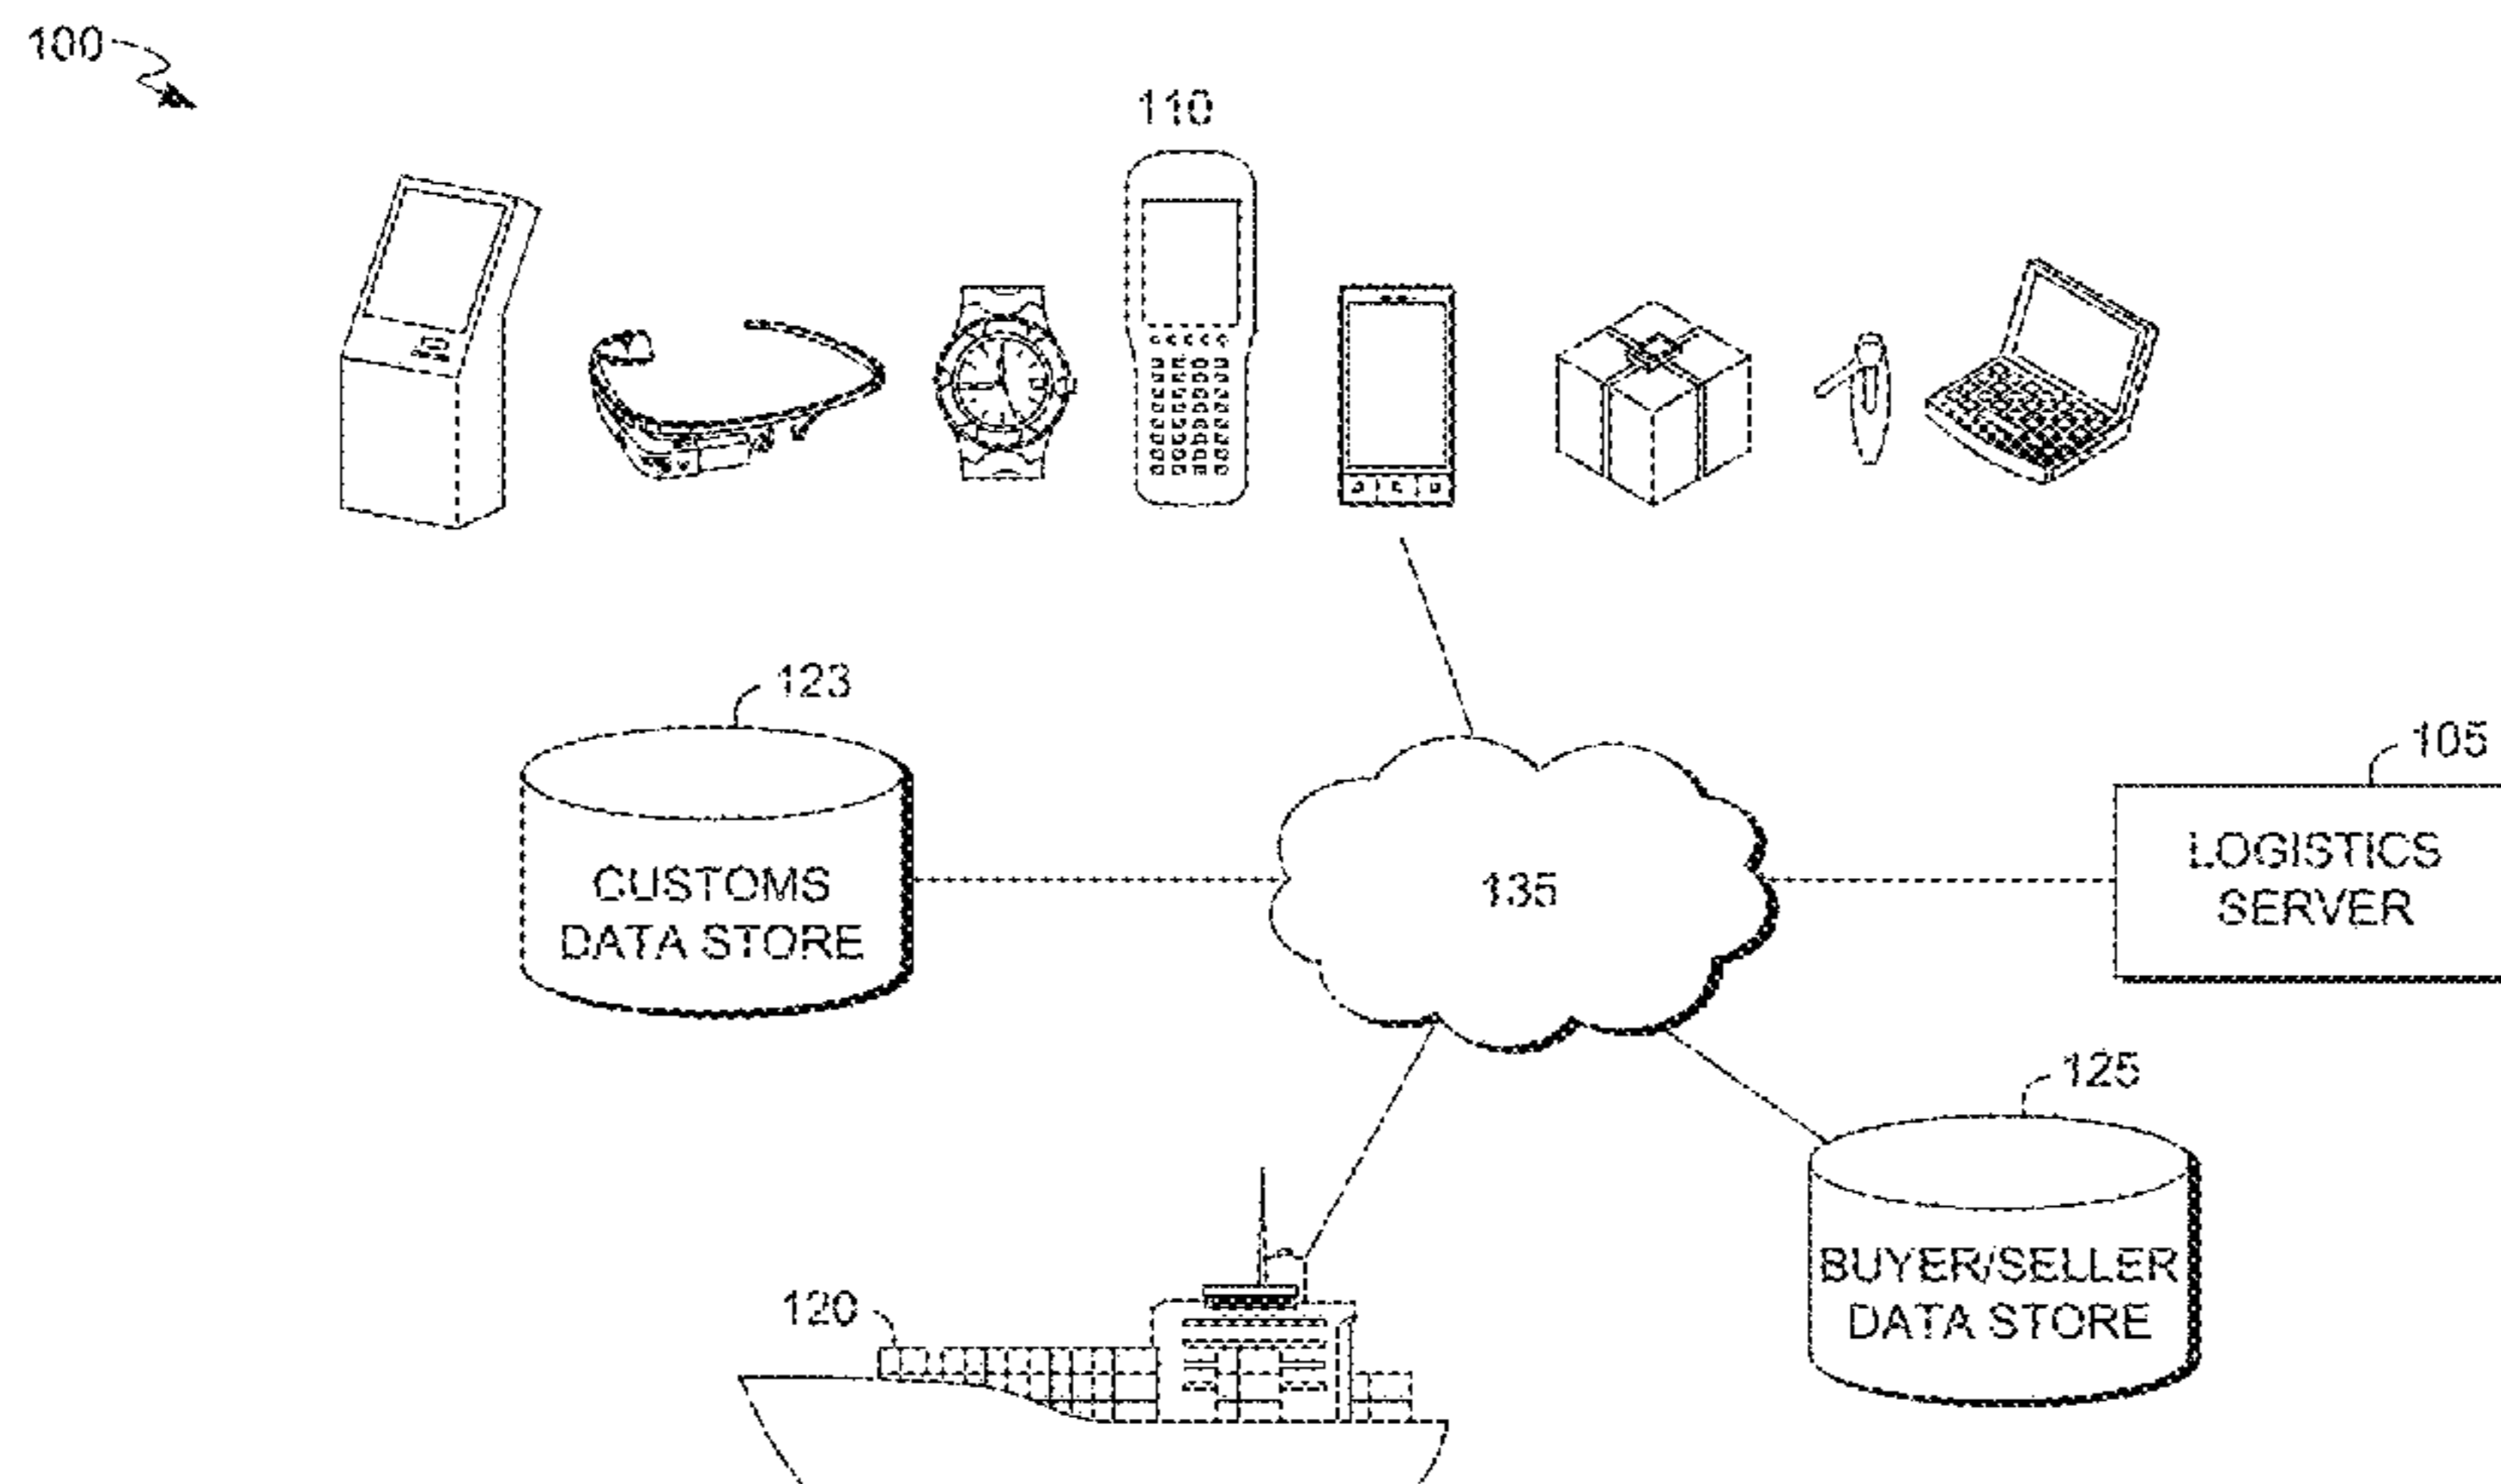 100
110
123
105
CUSTOMS
DATA STORE
135
LOGISTICS
SERVER
125
120
BUYER/SELLER
DATA STORE